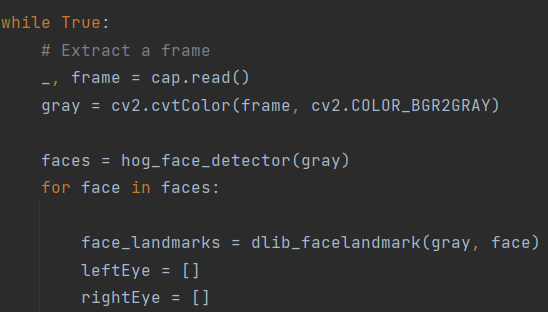 while True:
    # Extract a frame
    _, frame = cap.read()
    gray = cv2.cvtColor(frame, cv2.COLOR_BGR2GRAY)

    faces = hog_face_detector(gray)
    for face in faces:

        face_landmarks = dlib_facelandmark(gray, face)
        leftEye = []
        rightEye = []